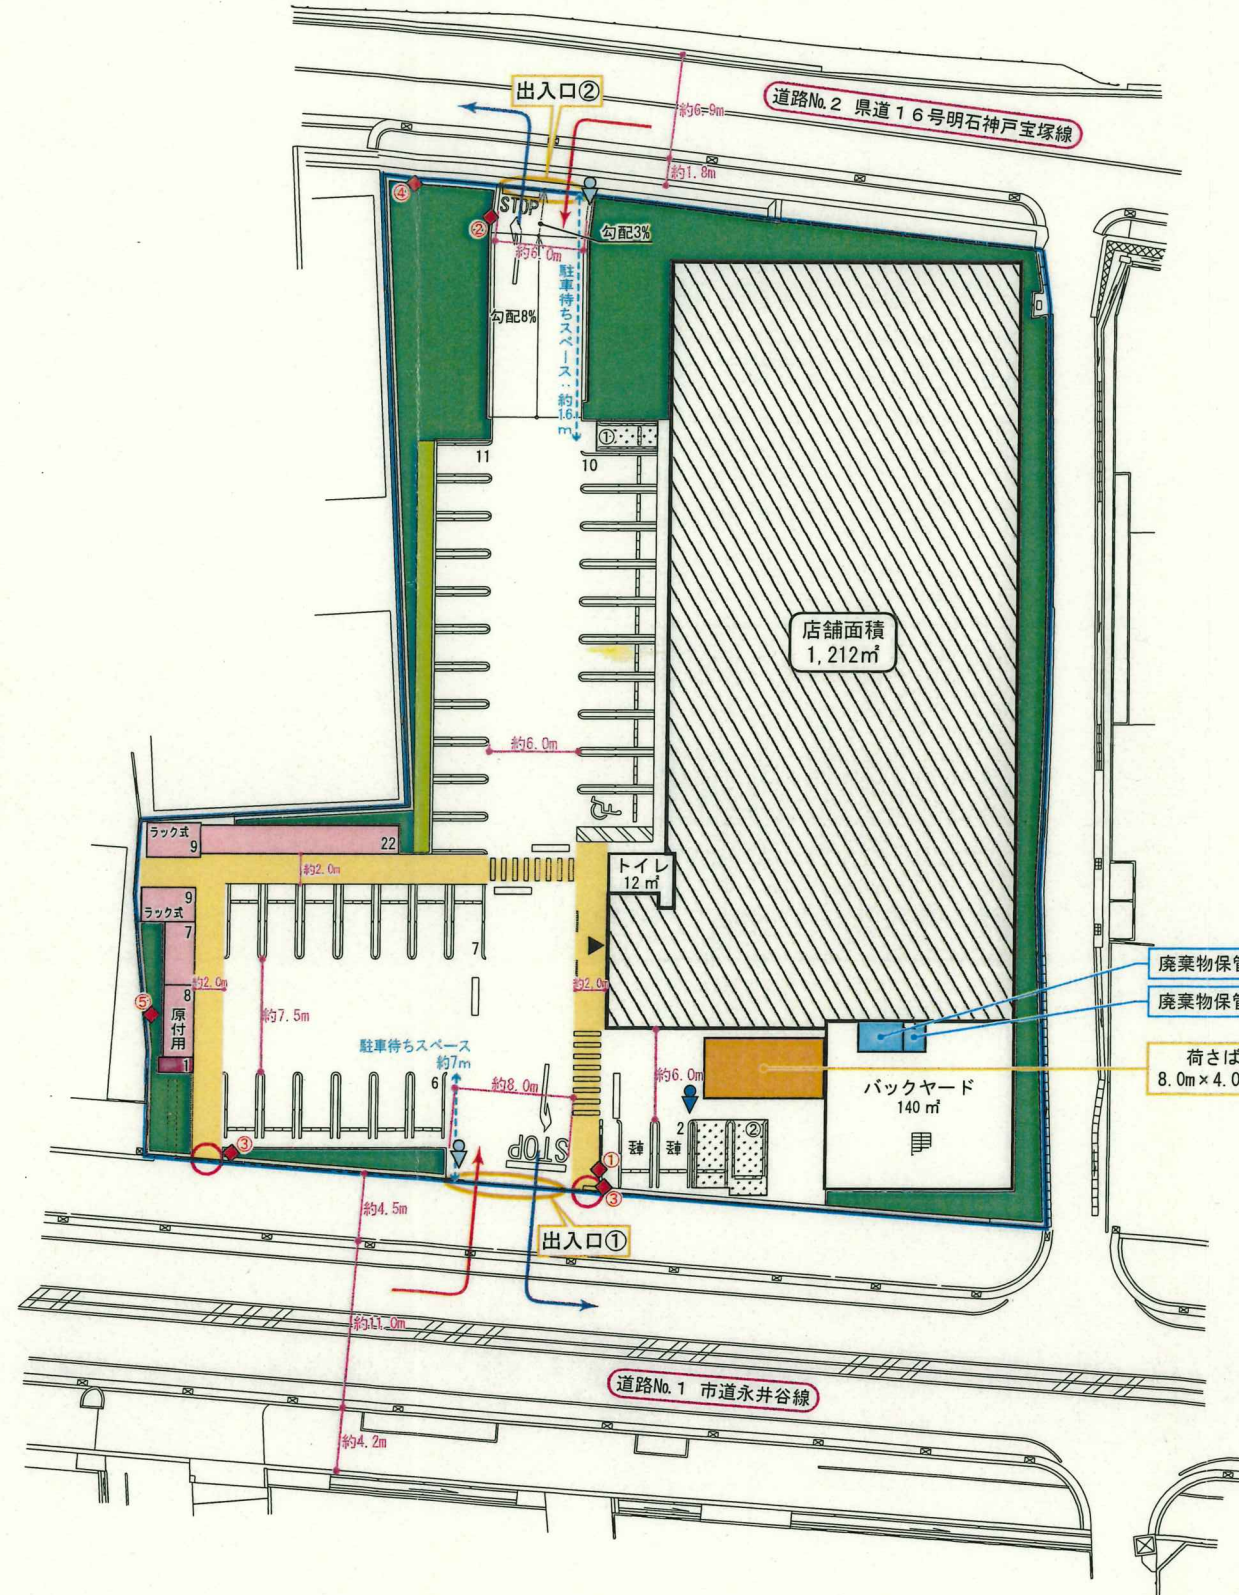 出入口②
道路No.2 県道16号明石神戸宝塚線
約6.9m
約1.8m
④
②
STOP
勾配3%
約6.0m
勾配8%
駐車待ちスペース：約16m
①
11
10
店舗面積
1,212㎡
約6.0m
ラック式
9
22
約2.0m
トイレ
12㎡
9
ラック式
7
7
8
原付用
1
約2.0m
約2.0m
⑤
約7.5m
駐車待ちスペース
約7m
6
約8.0m
約6.0m
STOP
2
②
軽
軽
バックヤード
140㎡
廃棄物保管
廃棄物保管
荷さば
8.0m×4.0
③
①
③
出入口①
約4.5m
約11.0m
道路No.1 市道永井谷線
約4.2m